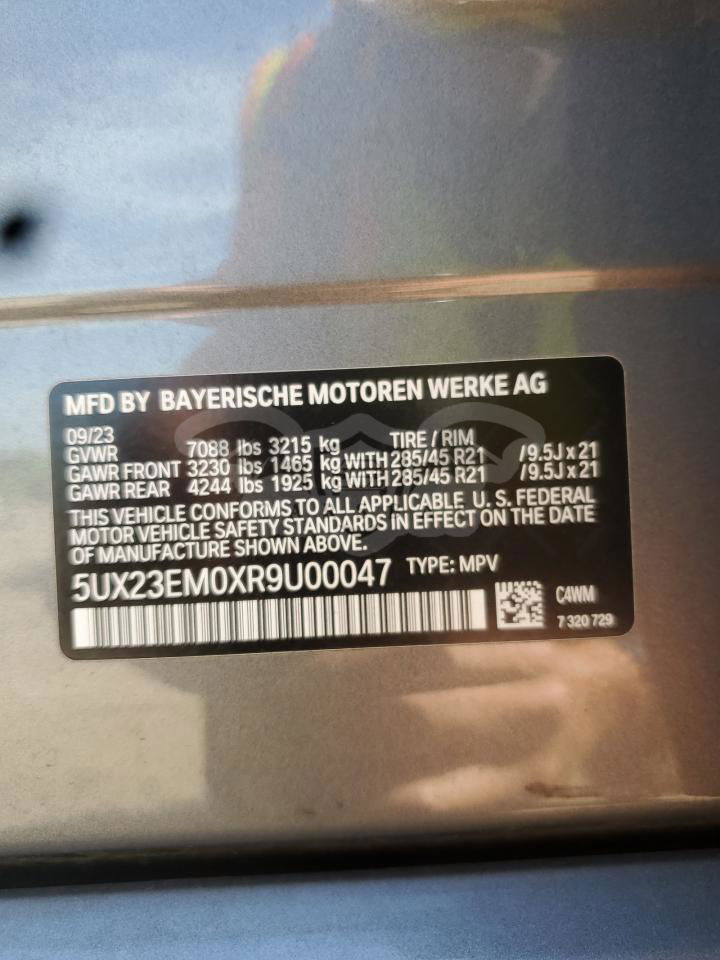 MFD BY BAYERISCHE MOTOREN WERKE AG
09/23 TIRE / RIM
GVWR 7088 lbs 3215 kg
GAWR FRONT 3230 lbs 1465 kg WITH 285/45 R21 / 9.5J x 21
GAWR REAR 4244 lbs 1925 kg WITH 285/45 R21 / 9.5J x 21
THIS VEHICLE CONFORMS TO ALL APPLICABLE U. S. FEDERAL
MOTOR VEHICLE SAFETY STANDARDS IN EFFECT ON THE DATE
OF MANUFACTURE SHOWN ABOVE.
5UX23EM0XR9U00047 TYPE: MPV
C4WM
7 320 729